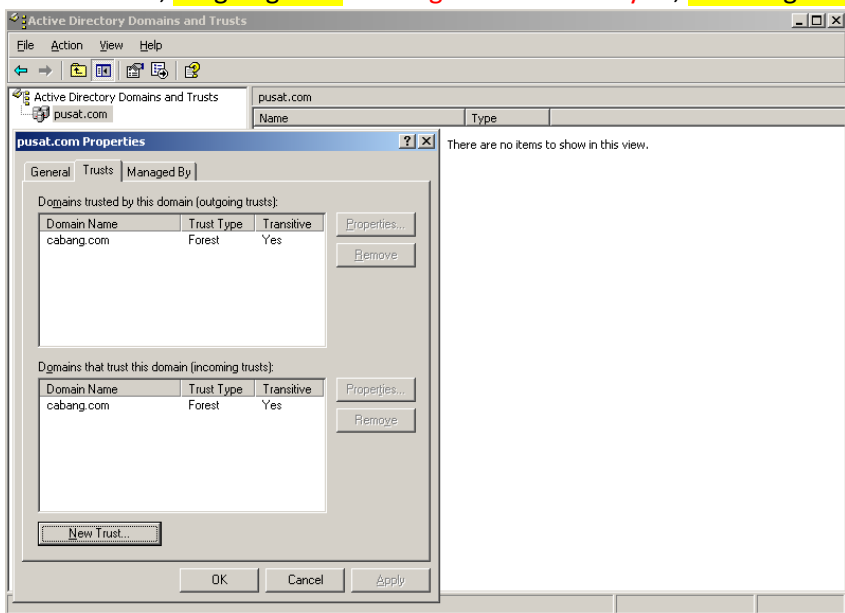 Active Directory Domains and Trusts
File Action View Help
Active Directory Domains and Trusts
pusat.com
pusat.com
Name Type
There are no items to show in this view.
pusat.com Properties
General Trusts Managed By
Domains trusted by this domain (outgoing trusts):
Domain Name Trust Type Transitive
cabang.com Forest Yes
Properties...
Remove
Domains that trust this domain (incoming trusts):
Domain Name Trust Type Transitive
cabang.com Forest Yes
Properties...
Remove
New Trust...
OK Cancel Apply